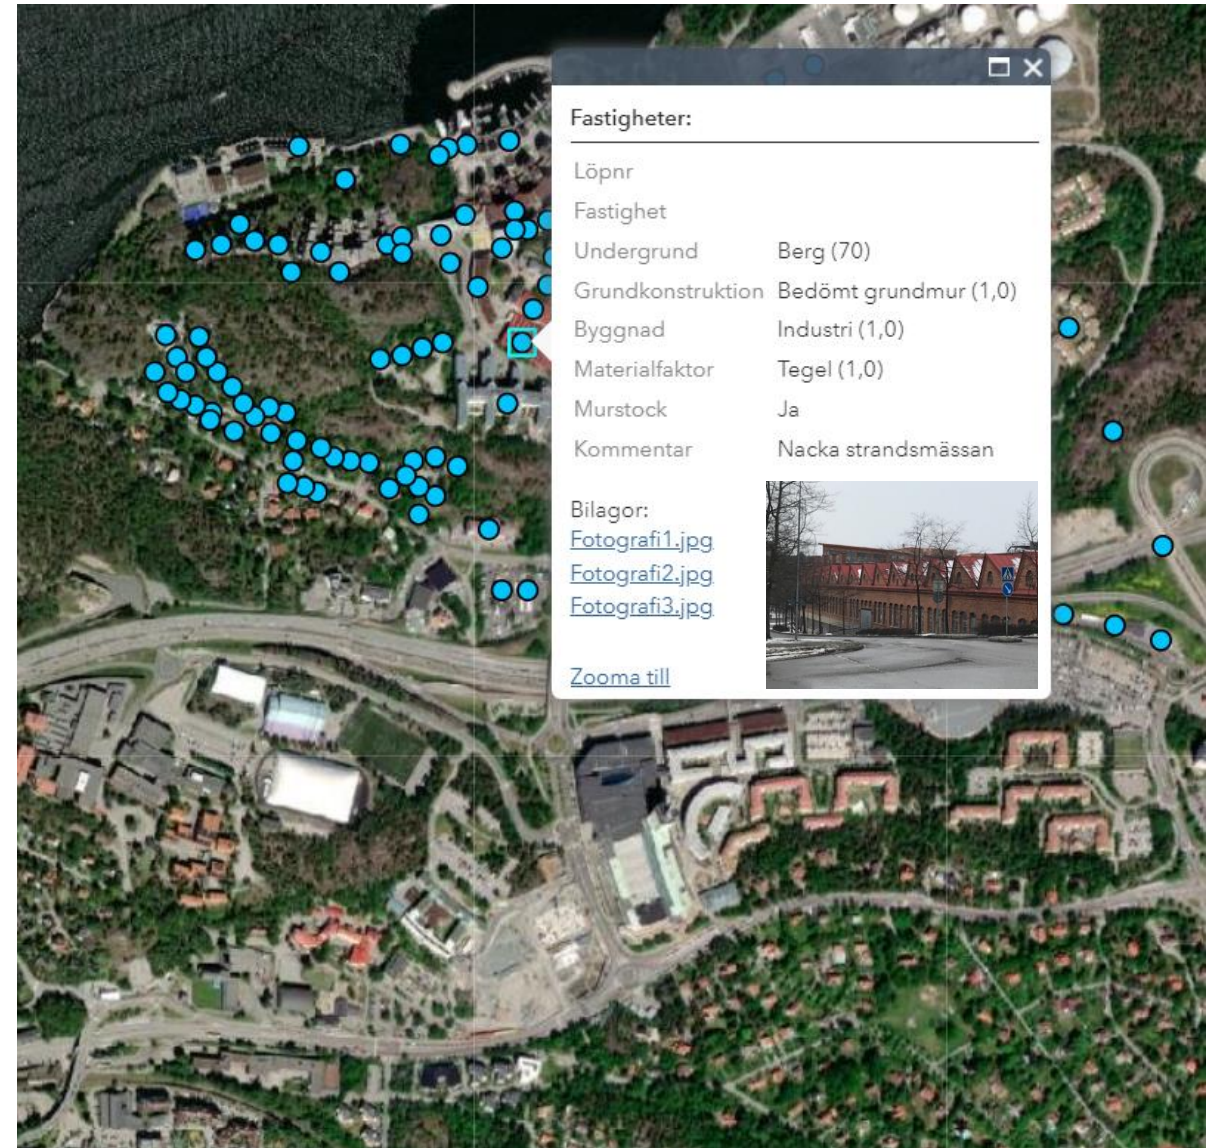 Fastigheter:
Löpnr
Fastighet
Undergrund Berg (70)
Grundkonstruktion Bedömt grundmur (1,0)
Byggnad Industri (1,0)
Materialfaktor Tegel (1,0)
Murstock Ja
Kommentar Nacka strandsmässan
Bilagor:
Fotografi1.jpg
Fotografi2.jpg
Fotografi3.jpg
Zooma till